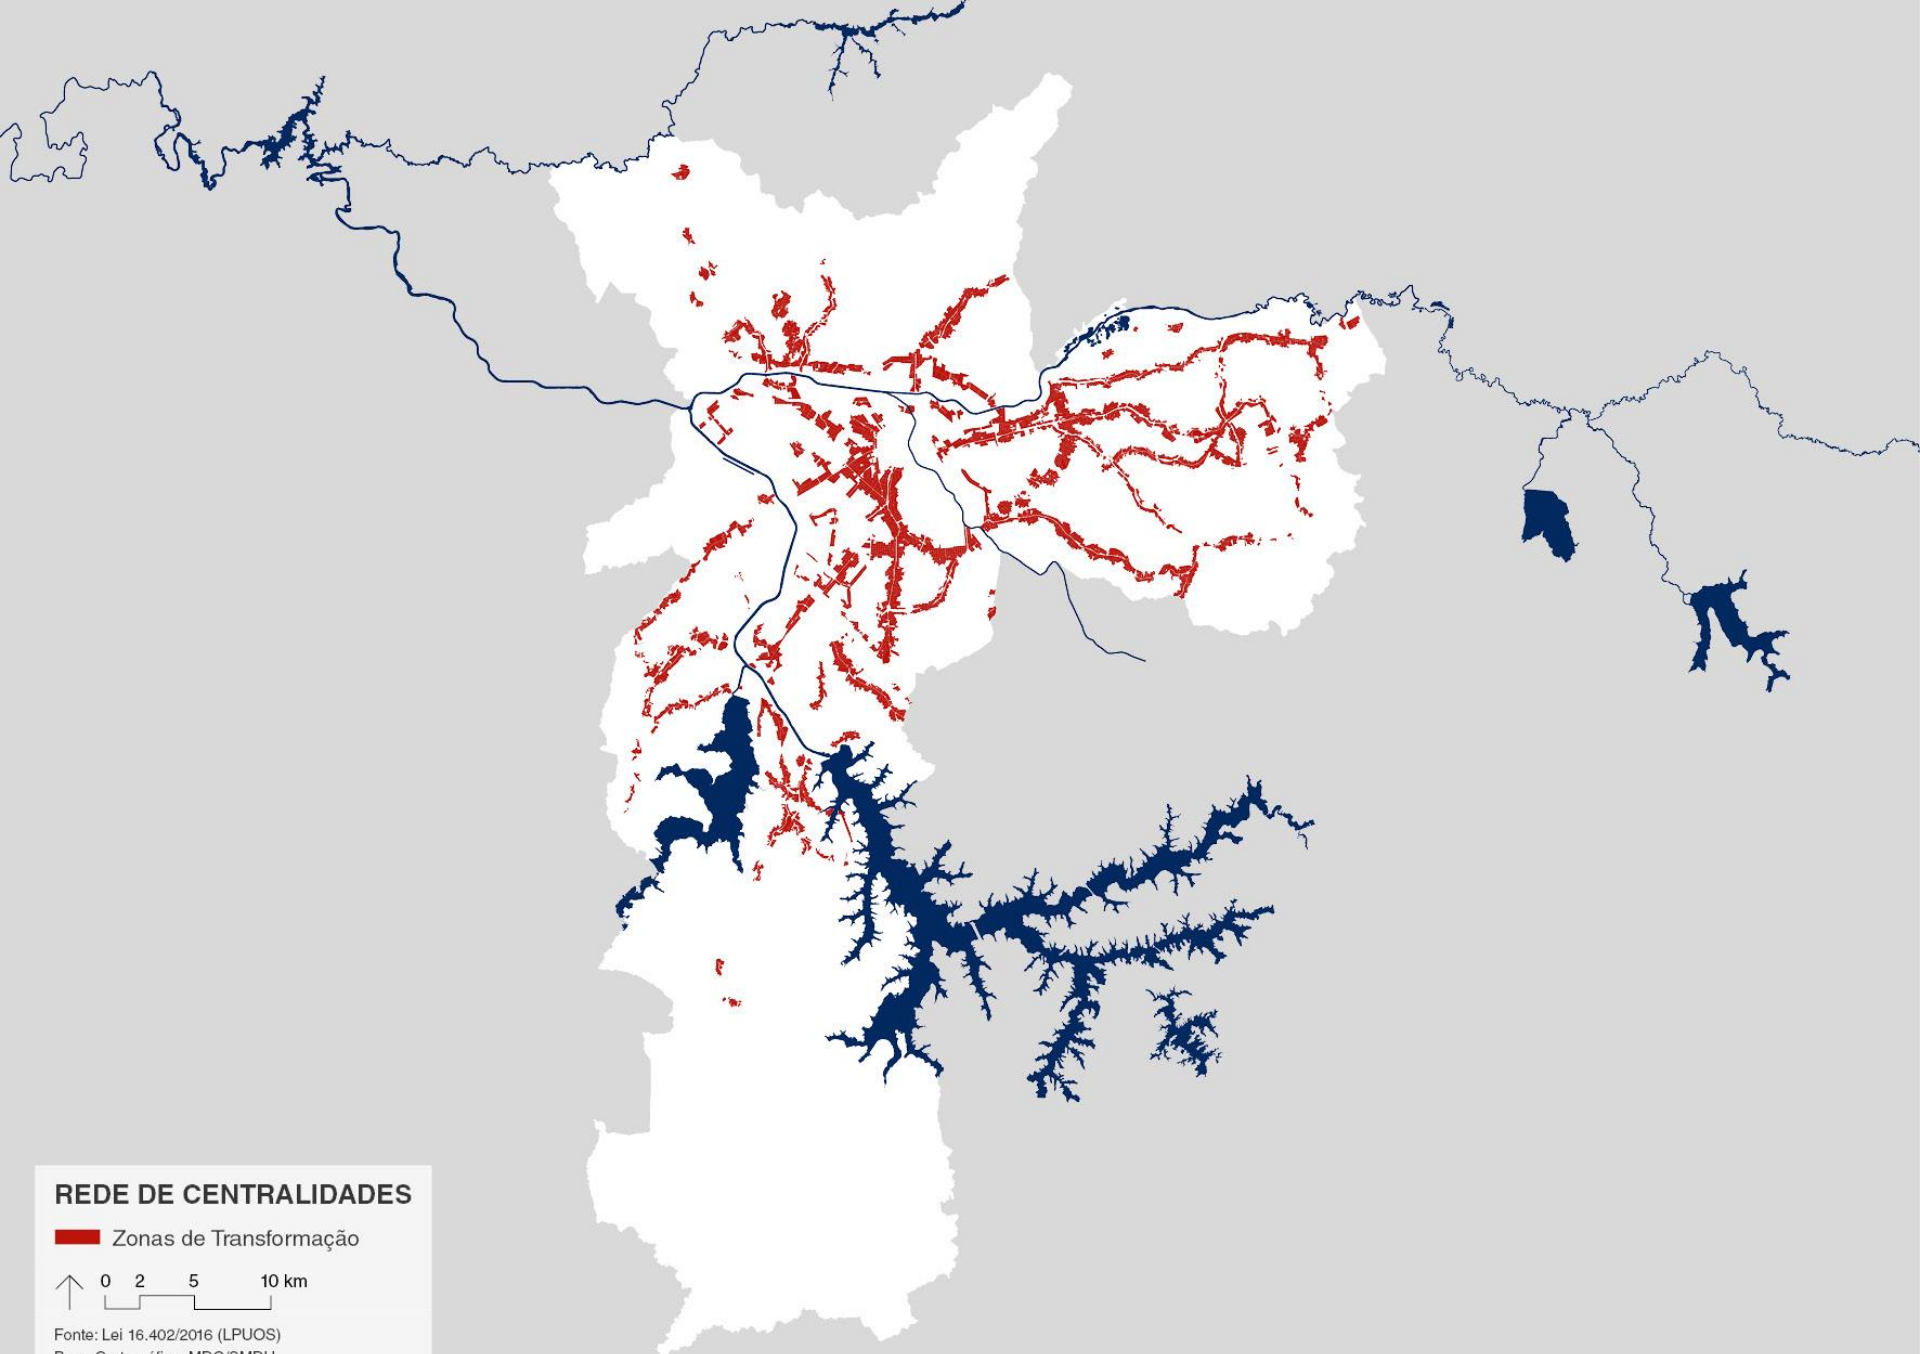 REDE DE CENTRALIDADES
Zonas de Transformação
0 2 5 10 km
Fonte: Lei 16.402/2016 (LPUOS)